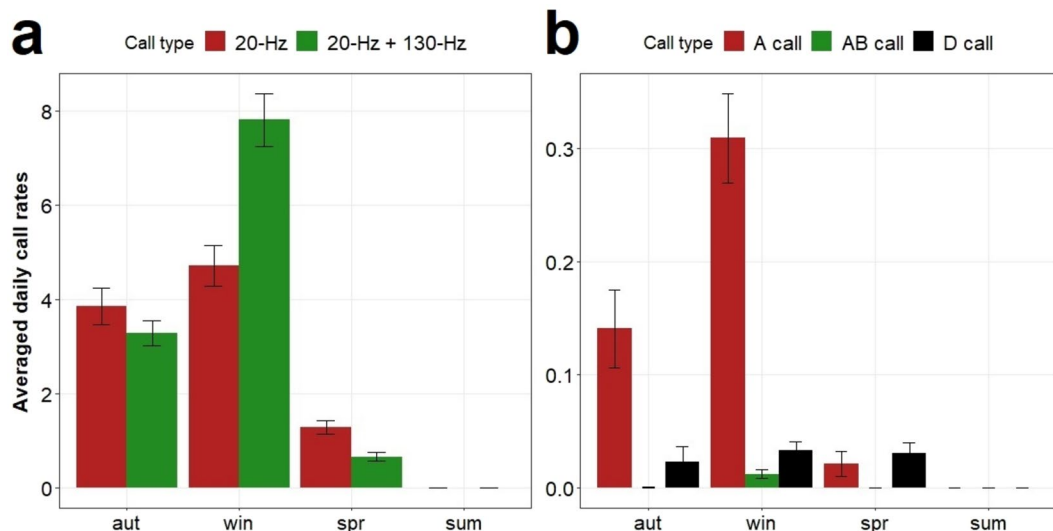 a
Call type 20-Hz 20-Hz + 130-Hz
Averaged daily call rates
8
6
4
2
0
aut win spr sum
b
Call type A call AB call D call
0.3
0.2
0.1
0.0
aut win spr sum